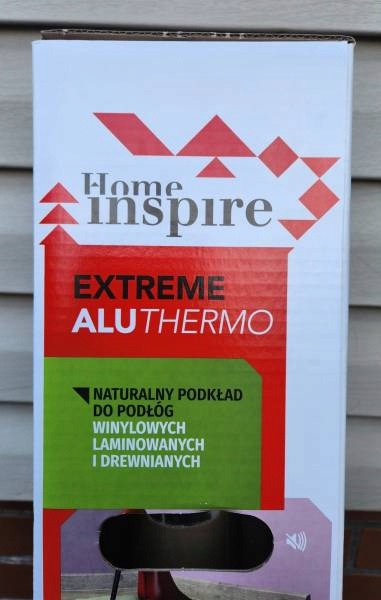 Home
inspire
EXTREME
ALUTHERMO
NATURALNY PODKŁAD
DO PODŁÓG
WINYLOWYCH
LAMINOWANYCH
I DREWNIANYCH